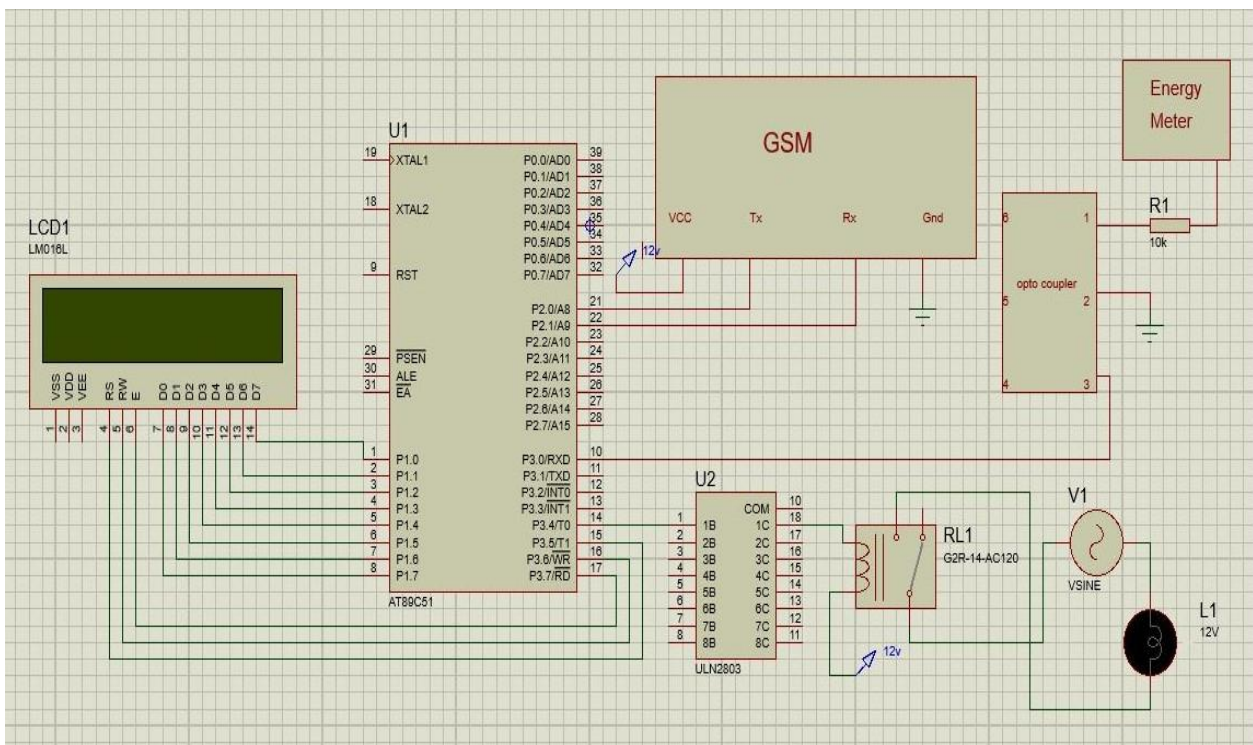 LCD1
LM016L
VSS
VDD
VEE
RS
RW
E
D0
D1
D2
D3
D4
D5
D6
D7
1
2
3
4
5
6
7
8
9
10
11
12
13
14
U1
19 XTAL1
18 XTAL2
9 RST
29 PSEN
30 ALE
31 EA
1 P1.0
2 P1.1
3 P1.2
4 P1.3
5 P1.4
6 P1.5
7 P1.6
8 P1.7
P0.0/AD0 39
P0.1/AD1 38
P0.2/AD2 37
P0.3/AD3 36
P0.4/AD4 35
P0.5/AD5 34
P0.6/AD6 33
P0.7/AD7 32
P2.0/A8 21
P2.1/A9 22
P2.2/A10 23
P2.3/A11 24
P2.4/A12 25
P2.5/A13 26
P2.6/A14 27
P2.7/A15 28
P3.0/RXD 10
P3.1/TXD 11
P3.2/INT0 12
P3.3/INT1 13
P3.4/T0 14
P3.5/T1 15
P3.6/WR 16
P3.7/RD 17
AT89C51
GSM
VCC Tx Rx Gnd
12v
Energy
Meter
R1
10k
6 1
opto coupler
5 2
4 3
U2
COM 10
1 1B 1C 18
2 2B 2C 17
3 3B 3C 16
4 4B 4C 15
5 5B 5C 14
6 6B 6C 13
7 7B 7C 12
8 8B 8C 11
ULN2803
RL1
G2R-14-AC120
12v
V1
VSINE
L1
12V